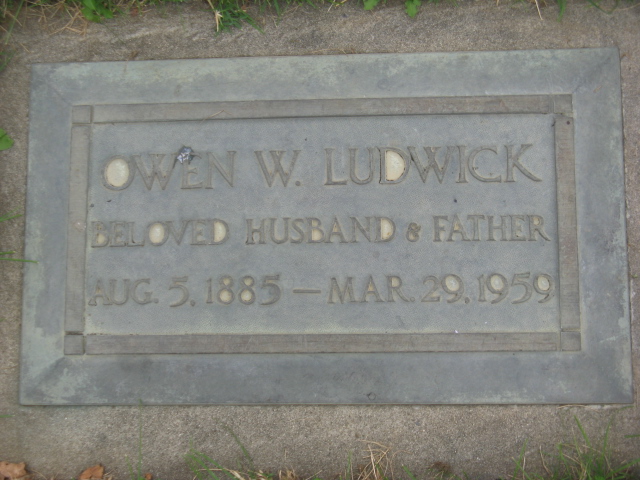 OWEN W. LUDWICK
BELOVED HUSBAND & FATHER
AUG. 5, 1885 — MAR. 29, 1959